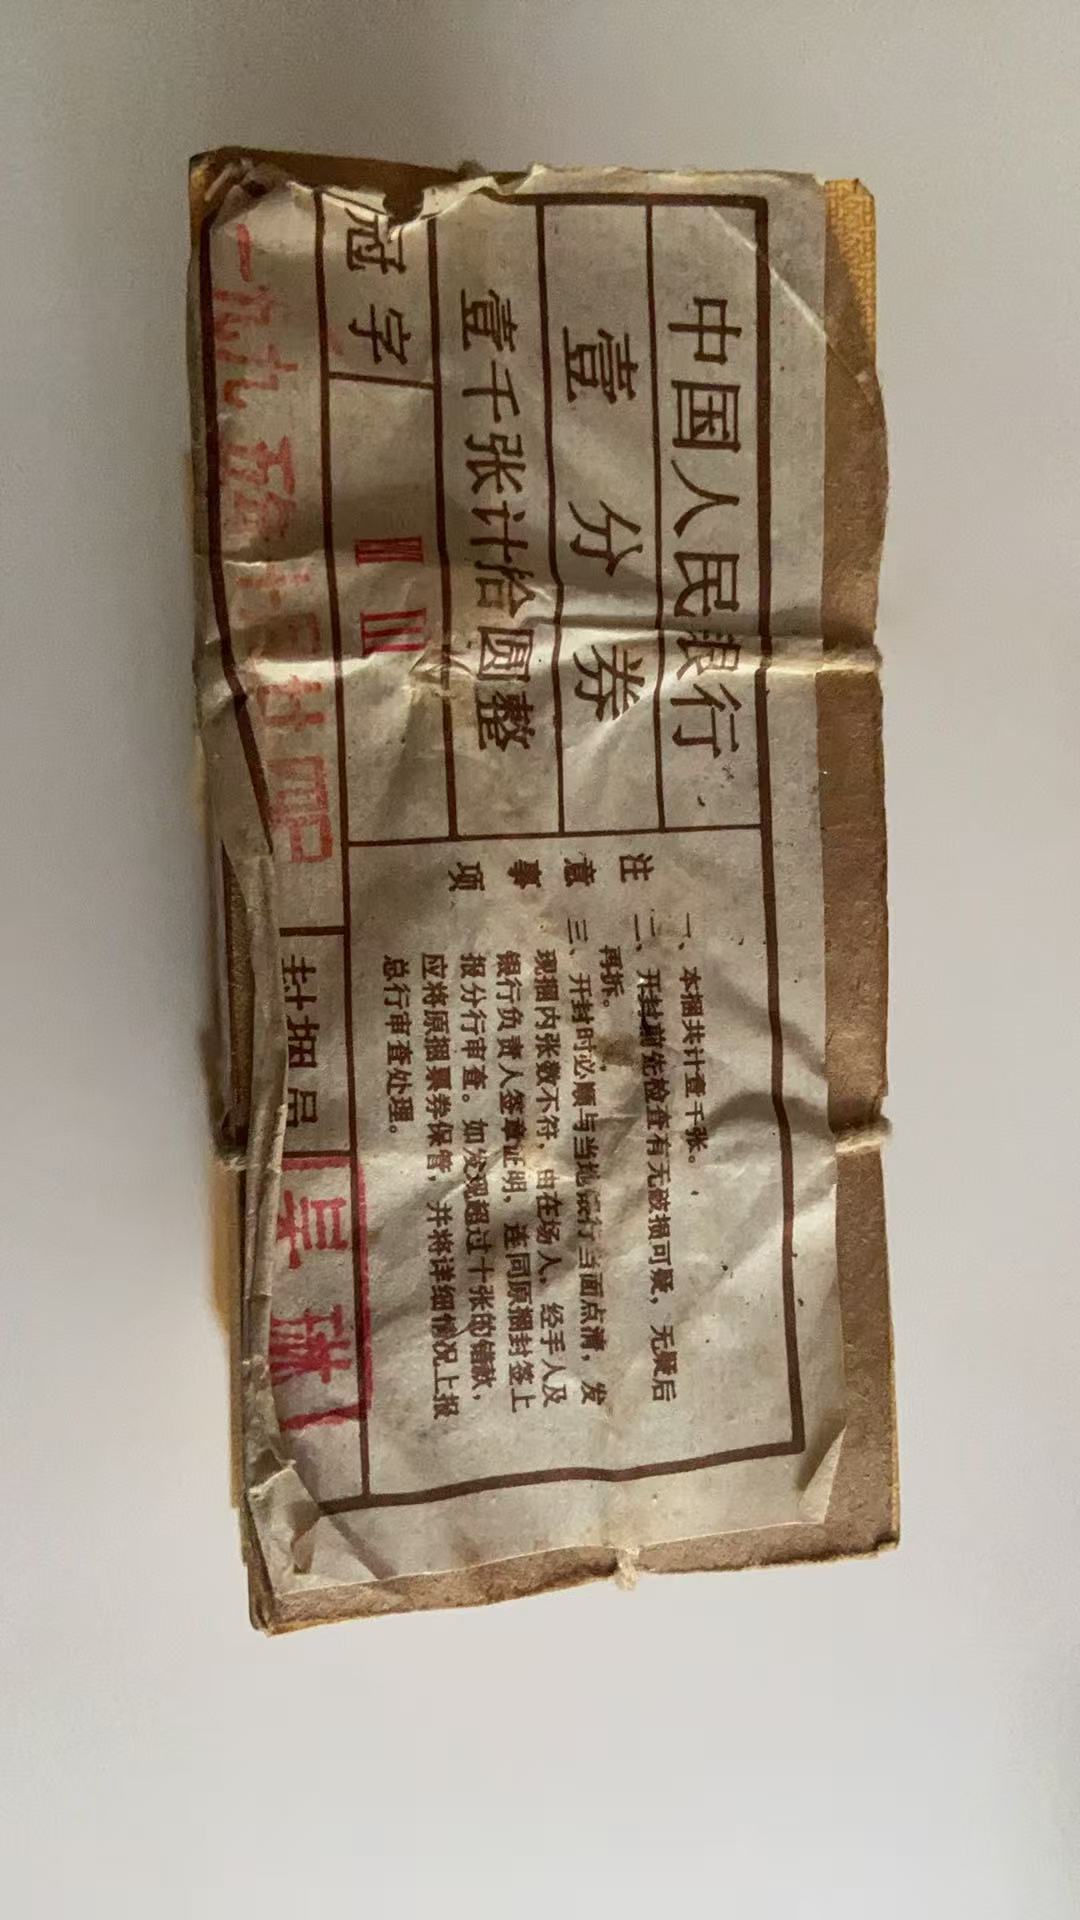 中国人民银行
壹分券
壹千张计拾圆整
冠字 II III
封捆员
注意事项
一、本捆共计壹千张。
二、开封前先检查有无破损可疑，无疑后
再拆。
三、开封时必顺与当地银行当面点清，发
现捆内张数不符，由在场人，经手人及
银行负责人签章证明，连同原捆封签上
报分行审查。如发现超过十张的错款，
应将原捆票券保管，并将详细情况上报
总行审查处理。